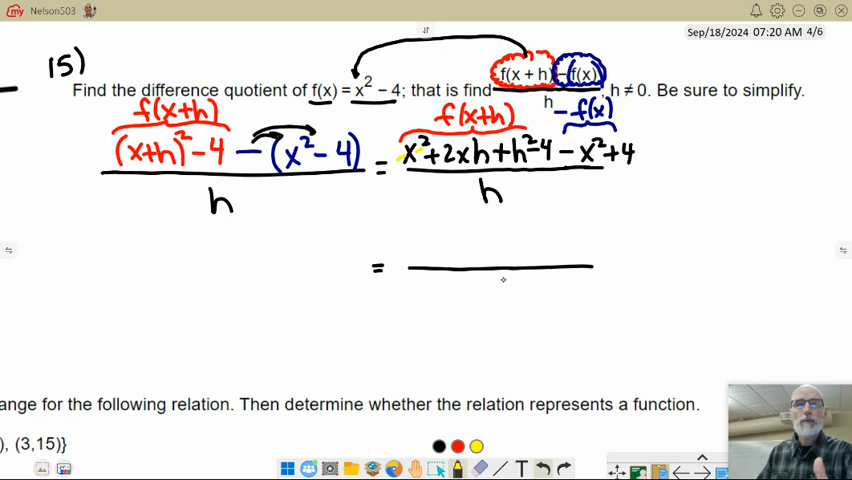 my Nelson503
Sep/18/2024 07:20 AM 4/6
15)
Find the difference quotient of f(x) = x² − 4; that is find f(x + h) − f(x) / h, h ≠ 0. Be sure to simplify.
f(x+h) f(x+h) −f(x)
(x+h)² − 4 − (x² − 4) = x² + 2xh + h² − 4 − x² + 4
h h
=
ange for the following relation. Then determine whether the relation represents a function.
), (3,15)}
T